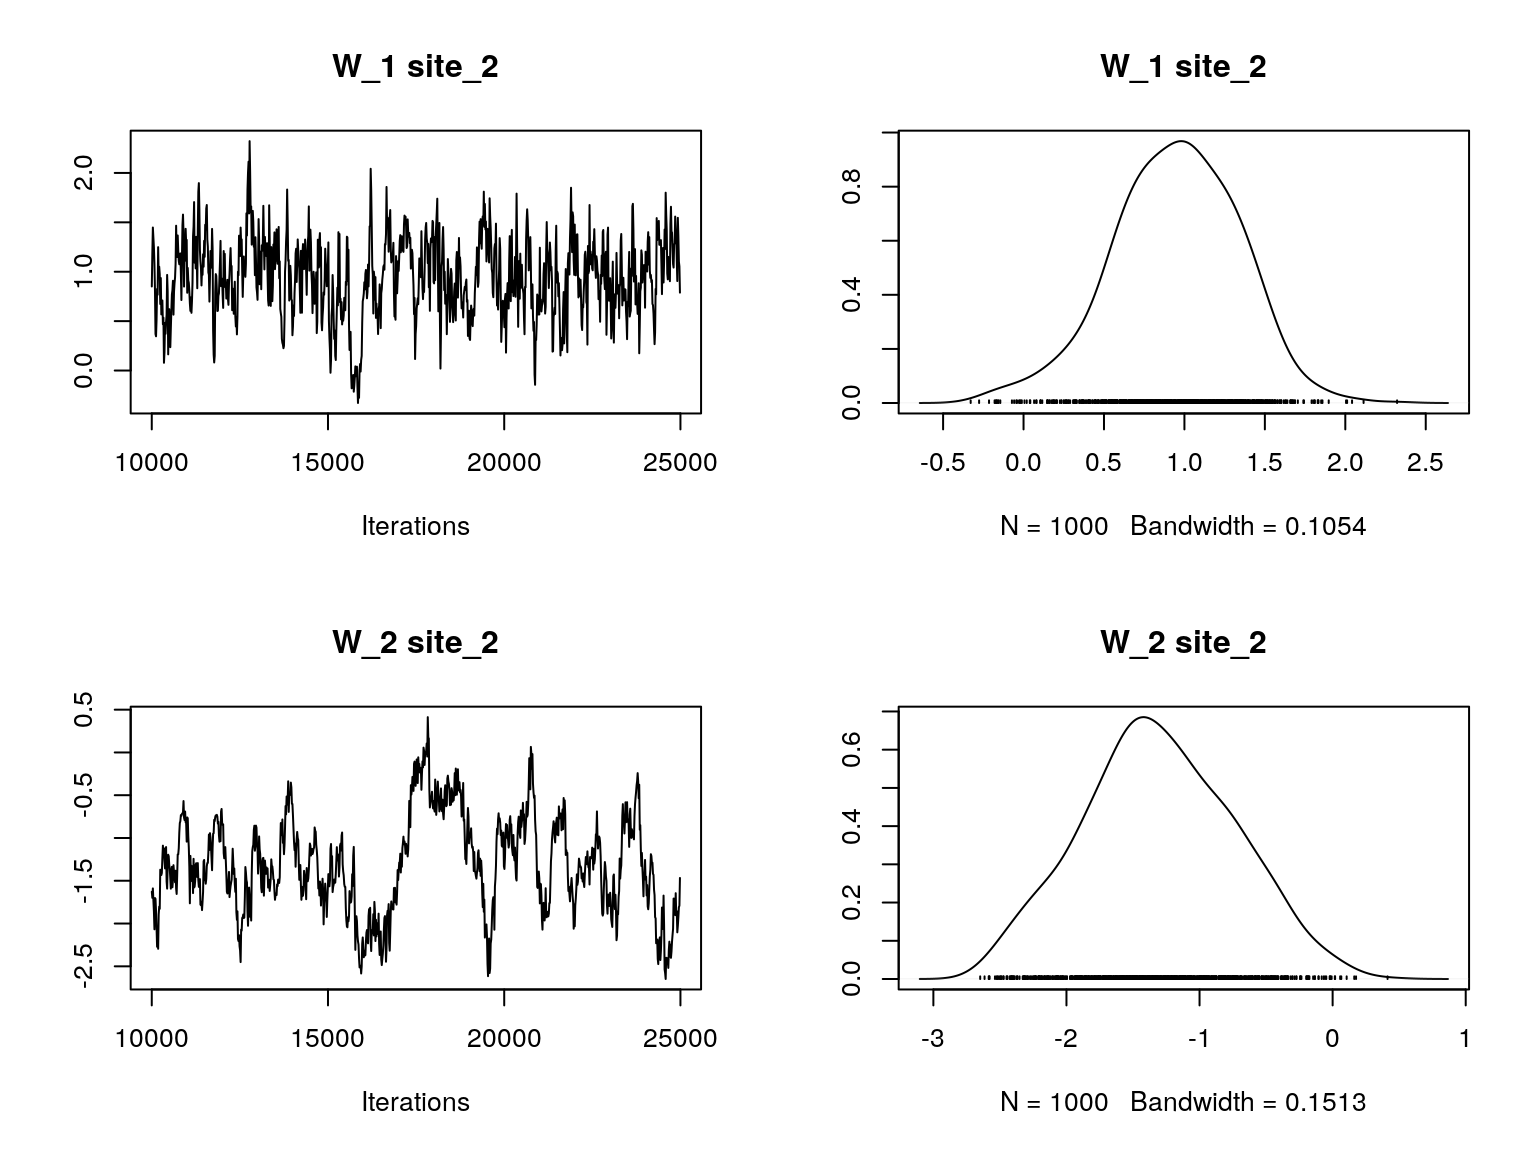 W_1 site_2
2.0
1.0
0.0
10000 15000 20000 25000
Iterations
W_1 site_2
0.8
0.4
0.0
-0.5 0.0 0.5 1.0 1.5 2.0 2.5
N = 1000 Bandwidth = 0.1054
W_2 site_2
0.5
-0.5
-1.5
-2.5
10000 15000 20000 25000
Iterations
W_2 site_2
0.6
0.4
0.2
0.0
-3 -2 -1 0 1
N = 1000 Bandwidth = 0.1513